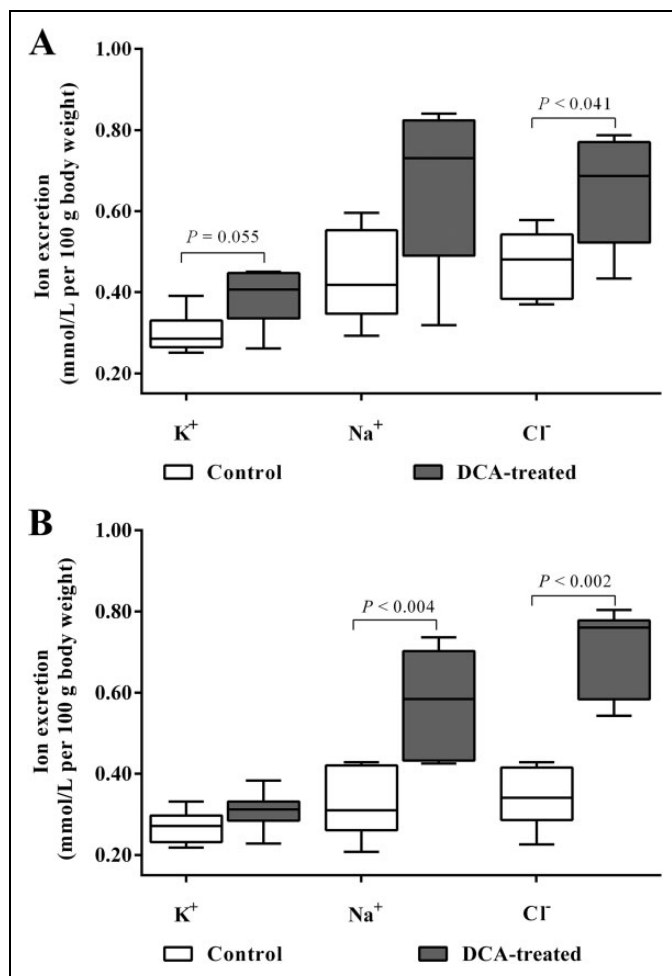 A
1.00
0.80
0.60
0.40
0.20
Ion excretion
(mmol/L per 100 g body weight)
P = 0.055
P < 0.041
K⁺
Na⁺
Cl⁻
Control
DCA-treated
B
1.00
0.80
0.60
0.40
0.20
Ion excretion
(mmol/L per 100 g body weight)
P < 0.004
P < 0.002
K⁺
Na⁺
Cl⁻
Control
DCA-treated